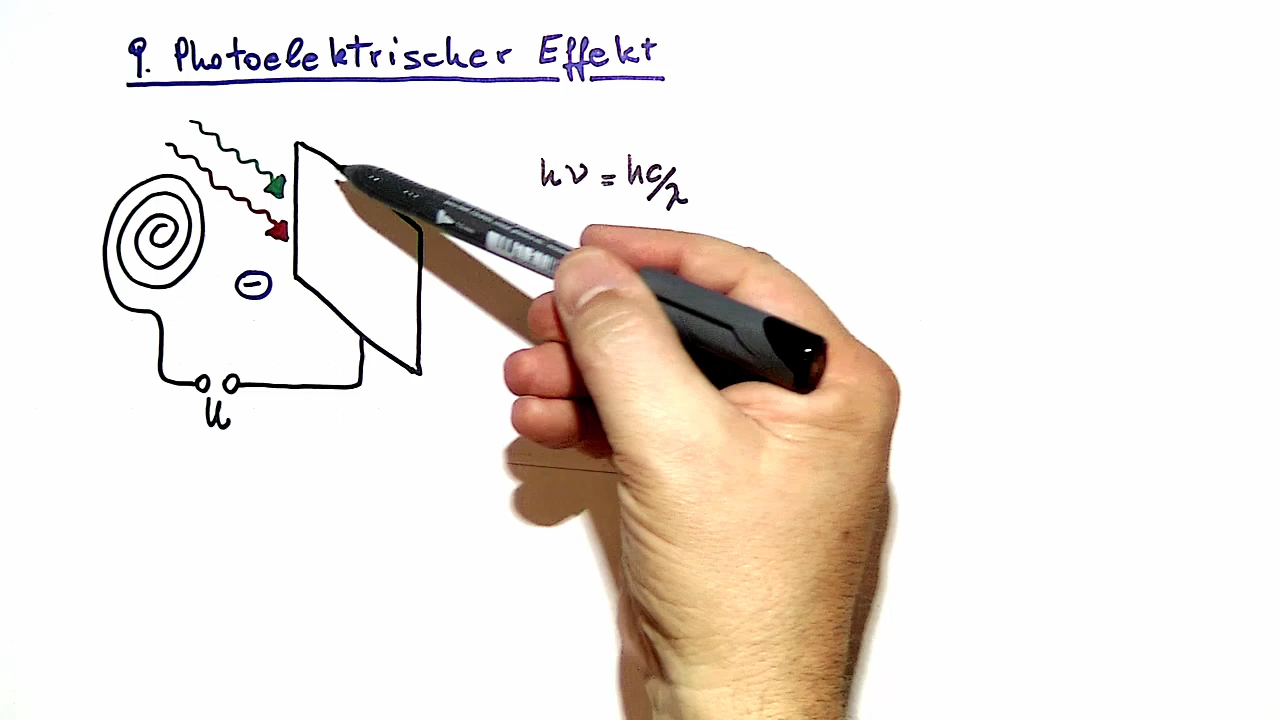 9. Photoelektrischer Effekt
hν = hc/λ
−
U